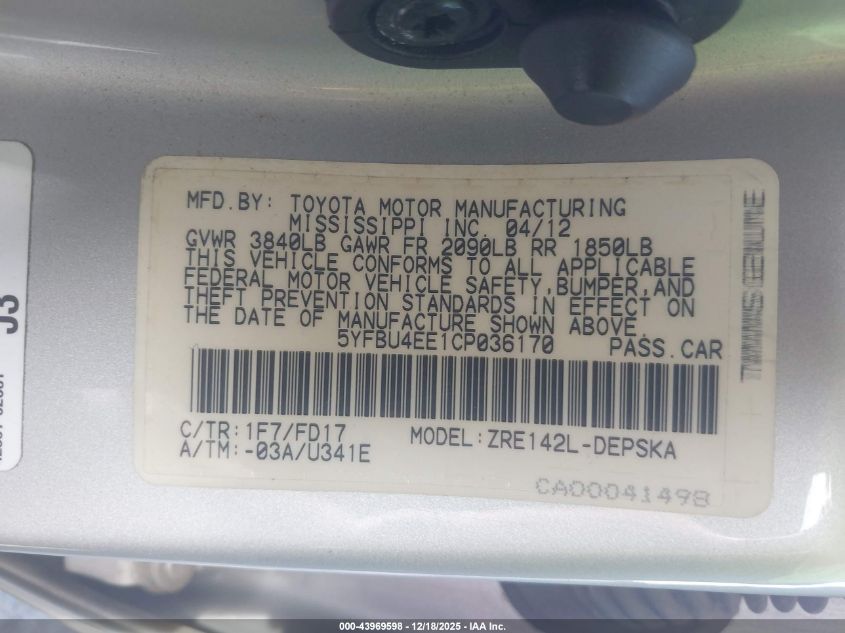 MFD.BY: TOYOTA MOTOR MANUFACTURING
MISSISSIPPI INC. 04/12
GVWR 3840LB GAWR FR 2090LB RR 1850LB
THIS VEHICLE CONFORMS TO ALL APPLICABLE
FEDERAL MOTOR VEHICLE SAFETY,BUMPER,AND
THEFT PREVENTION STANDARDS IN EFFECT ON
THE DATE OF MANUFACTURE SHOWN ABOVE.
5YFBU4EE1CP036170 PASS.CAR
C/TR:1F7/FD17 MODEL:ZRE142L-DEPSKA
A/TM:-03A/U341E
CA00041498
TMMMS GENUINE
J3
000-43969598 - 12/18/2025 - IAA Inc.